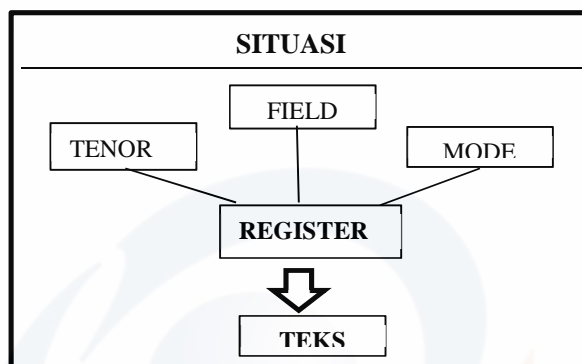 SITUASI
FIELD
TENOR
MODE
REGISTER
TEKS